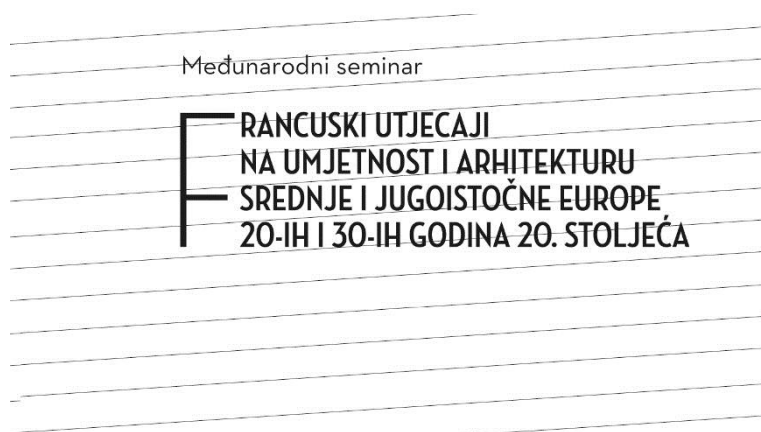 Međunarodni seminar
FRANCUSKI UTJECAJI
NA UMJETNOST I ARHITEKTURU
SREDNJE I JUGOISTOČNE EUROPE
20-IH I 30-IH GODINA 20. STOLJEĆA